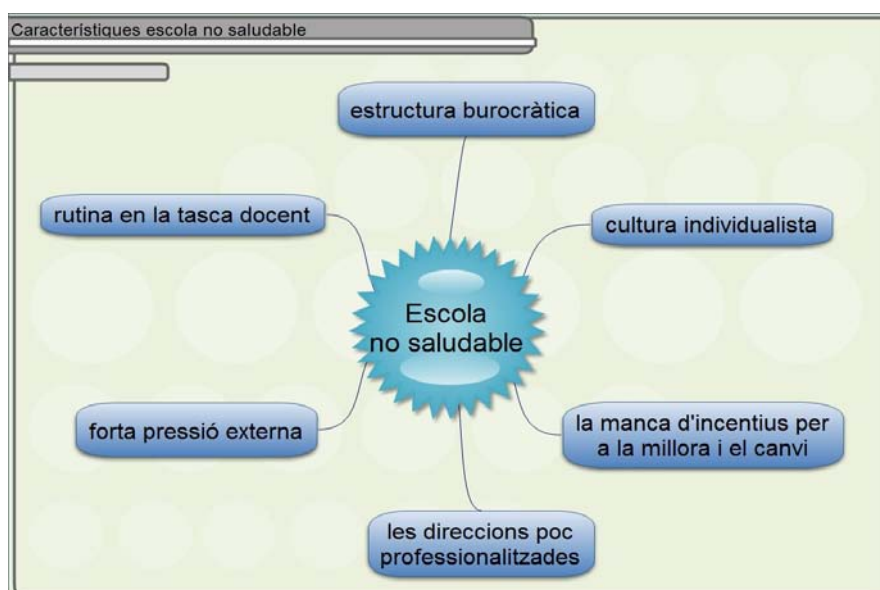 Característiques escola no saludable
estructura burocràtica
rutina en la tasca docent
cultura individualista
Escola
no saludable
forta pressió externa
la manca d'incentius per
a la millora i el canvi
les direccions poc
professionalitzades